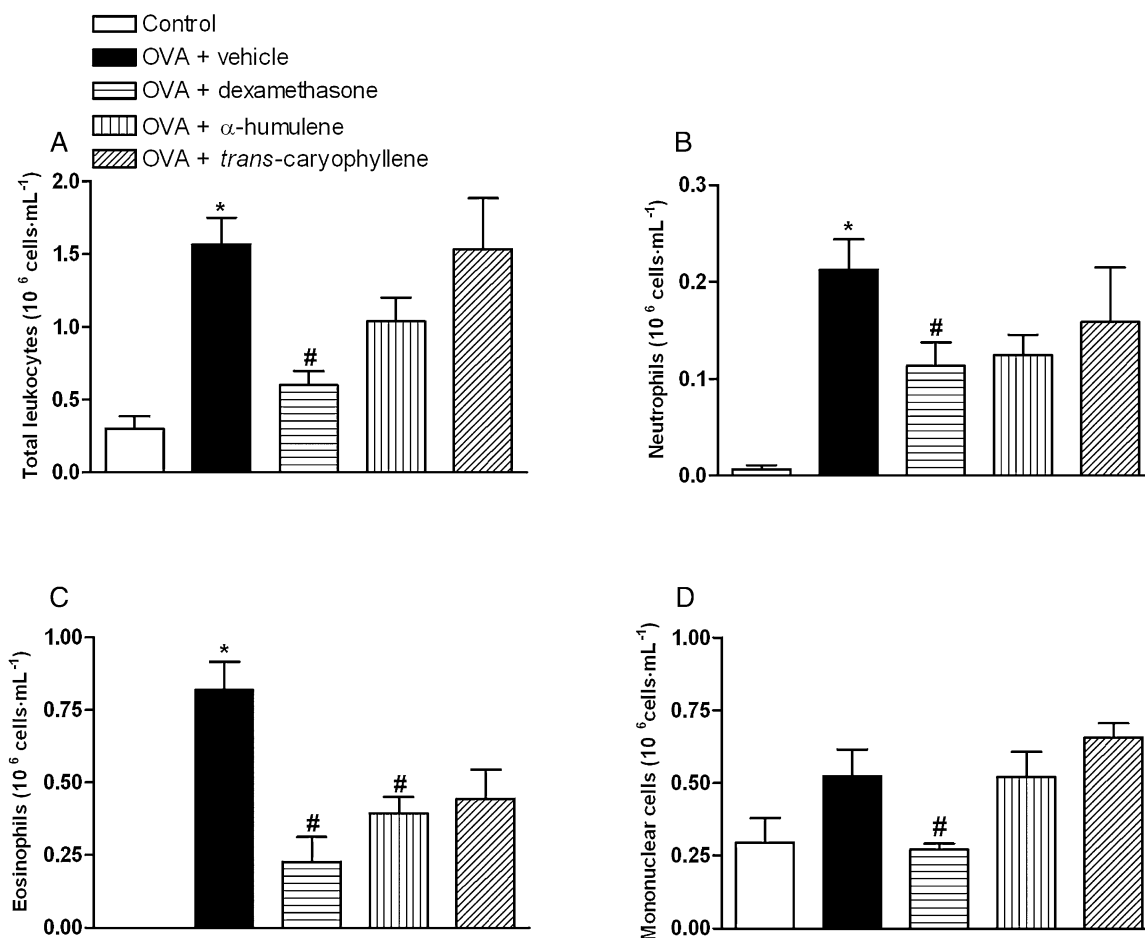 Control
OVA + vehicle
OVA + dexamethasone
OVA + α-humulene
OVA + trans-caryophyllene
A
Total leukocytes (10 6 cells·mL-1)
2.0
1.5
1.0
0.5
0.0
*
#
B
Neutrophils (10 6 cells·mL-1)
0.3
0.2
0.1
0.0
*
#
C
Eosinophils (10 6 cells·mL-1)
1.00
0.75
0.50
0.25
0.00
*
#
#
D
Mononuclear cells (10 6cells·mL-1)
1.00
0.75
0.50
0.25
0.00
#